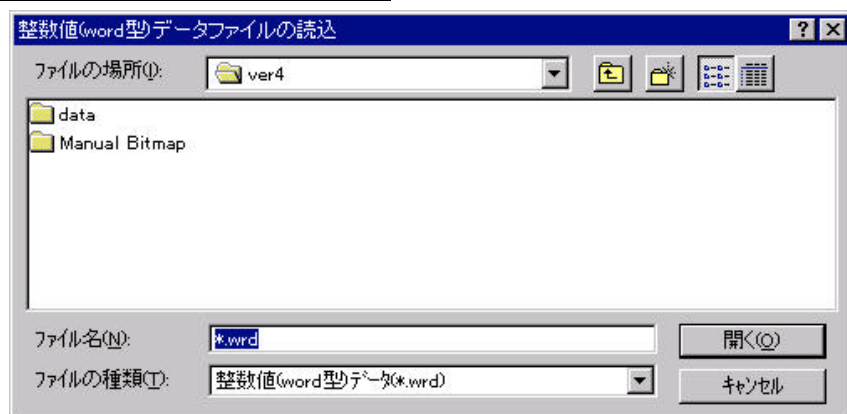 整数値(word型)データファイルの読込
ﾌｧｲﾙの場所(I):
ver4
data
Manual Bitmap
ﾌｧｲﾙ名(N):
*.wrd
開く(O)
ﾌｧｲﾙの種類(T):
整数値(word型)ﾃﾞｰﾀ(*.wrd)
ｷｬﾝｾﾙ